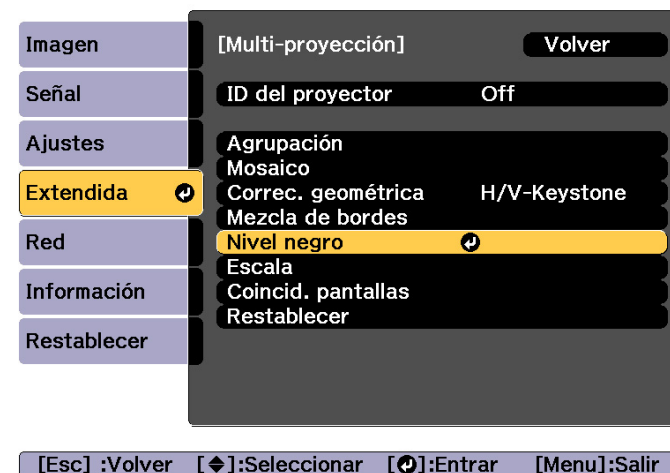 Imagen
Señal
Ajustes
Extendida
Red
Información
Restablecer
[Multi-proyección] Volver
ID del proyector Off
Agrupación
Mosaico
Correc. geométrica H/V-Keystone
Mezcla de bordes
Nivel negro
Escala
Coincid. pantallas
Restablecer
[Esc] :Volver [◆]:Seleccionar [↵]:Entrar [Menu]:Salir